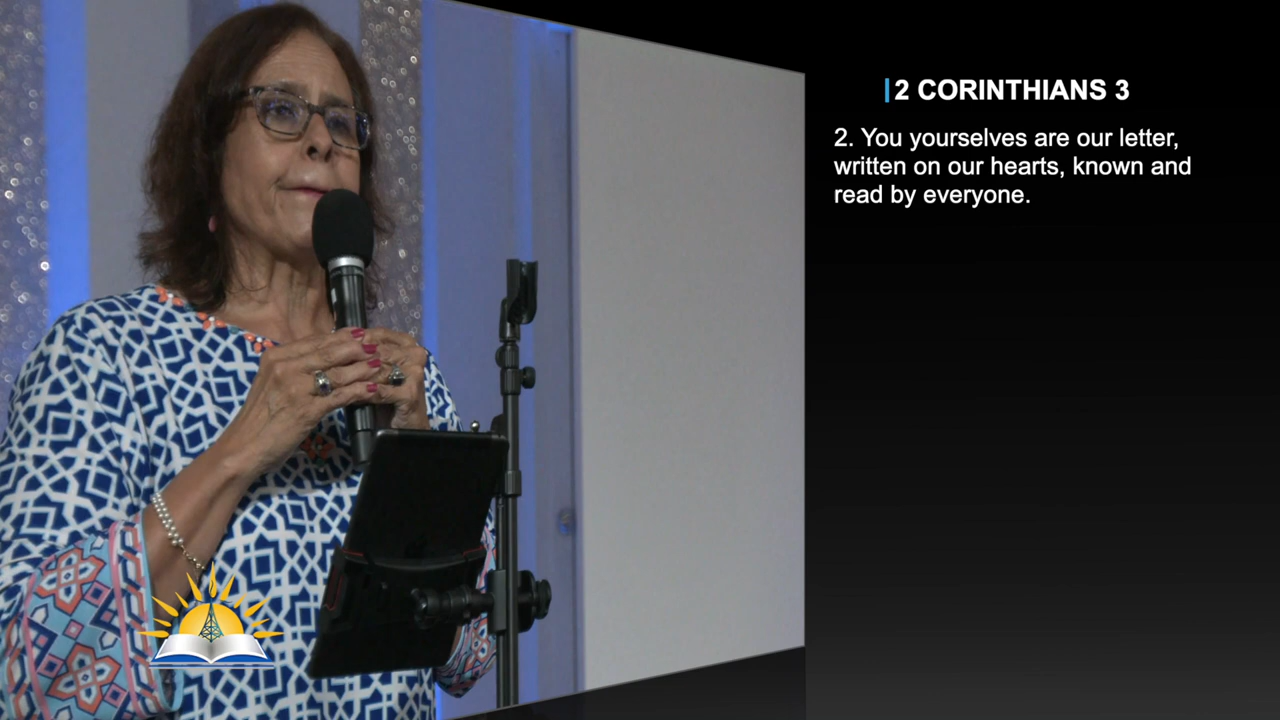 2 CORINTHIANS 3
2. You yourselves are our letter,
written on our hearts, known and
read by everyone.